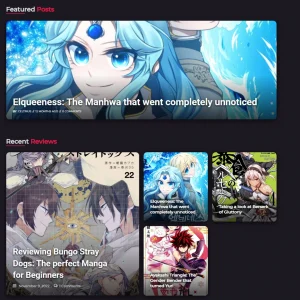 Featured Posts
Elqueeness: The Manhwa that went completely unnoticed
Recent Reviews
22
Reviewing Bungo Stray
Dogs: The perfect Manga
for Beginners
Elqueeness: The
Manhwa that went
completely unnoticed
Taking a look at Berserk
of Gluttony
Ayakashi Triangle: The
Gender Bender that
turned Yuri